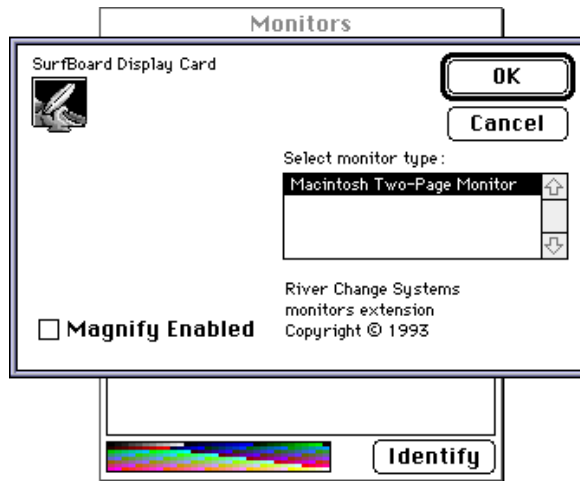 Monitors
SurfBoard Display Card
OK
Cancel
Select monitor type:
Macintosh Two-Page Monitor
River Change Systems
monitors extension
Copyright © 1993
Magnify Enabled
Identify